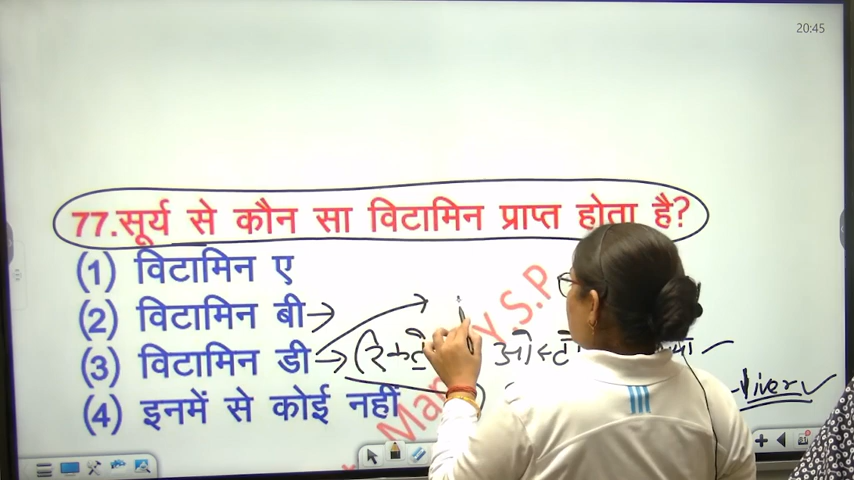 20:45
77.सूर्य से कौन सा विटामिन प्राप्त होता है?
(1) विटामिन ए
(2) विटामिन बी
(3) विटामिन डी
(4) इनमें से कोई नहीं
liver
S.P